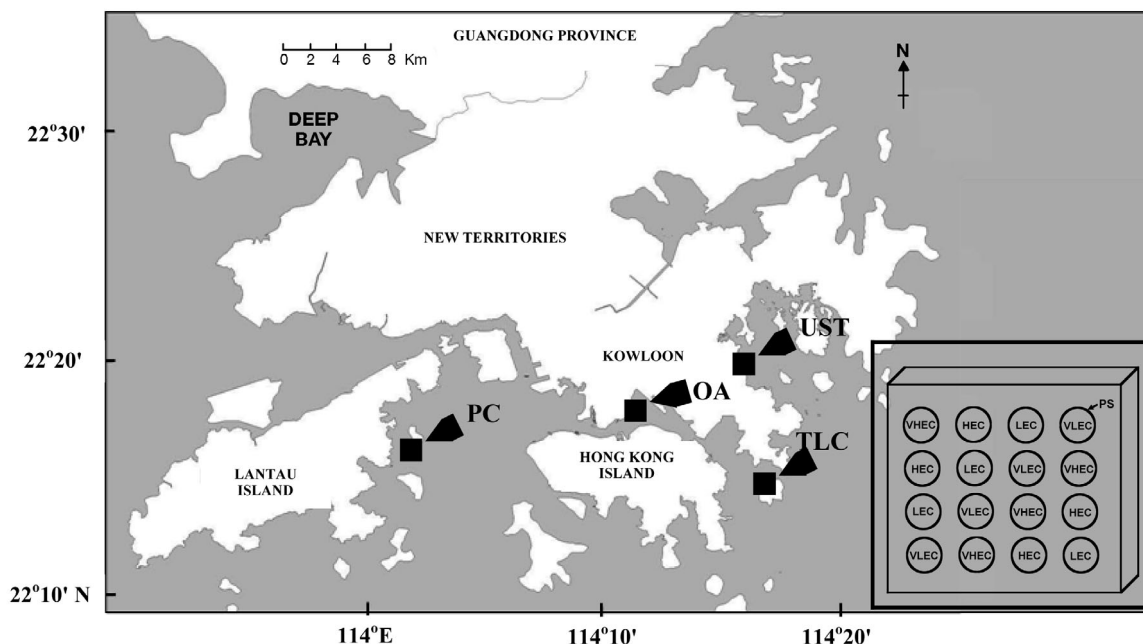 GUANGDONG PROVINCE
0 2 4 6 8 Km
N
DEEP
BAY
22°30'
NEW TERRITORIES
UST
22°20'
KOWLOON
OA
PC
TLC
HONG KONG
ISLAND
LANTAU
ISLAND
22°10' N
114°E
114°10'
114°20'
PS
VHEC HEC LEC VLEC
HEC LEC VLEC VHEC
LEC VLEC VHEC HEC
VLEC VHEC HEC LEC